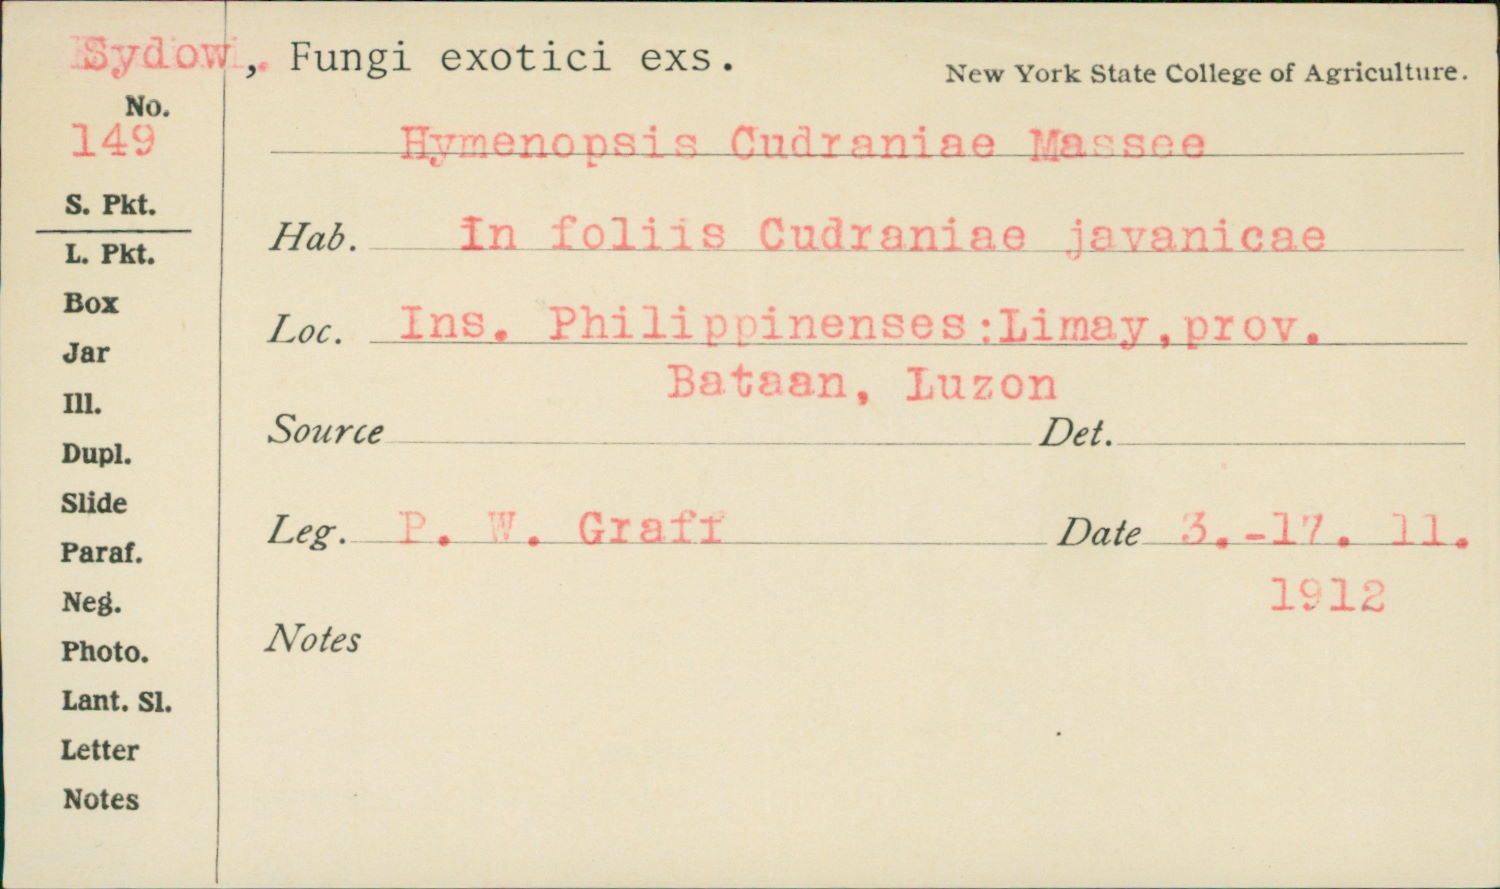 Sydow, Fungi exotici exs.
New York State College of Agriculture.
No.
149
Hymenopsis Cudraniae Massee
S. Pkt.
L. Pkt.
Box
Jar
Ill.
Dupl.
Slide
Paraf.
Neg.
Photo.
Lant. Sl.
Letter
Notes
Hab. In foliis Cudraniae javanicae
Loc. Ins. Philippinenses:Limay,prov.
Bataan, Luzon
Source Det.
Leg. P. W. Graff Date 3.-17. 11.
1912
Notes